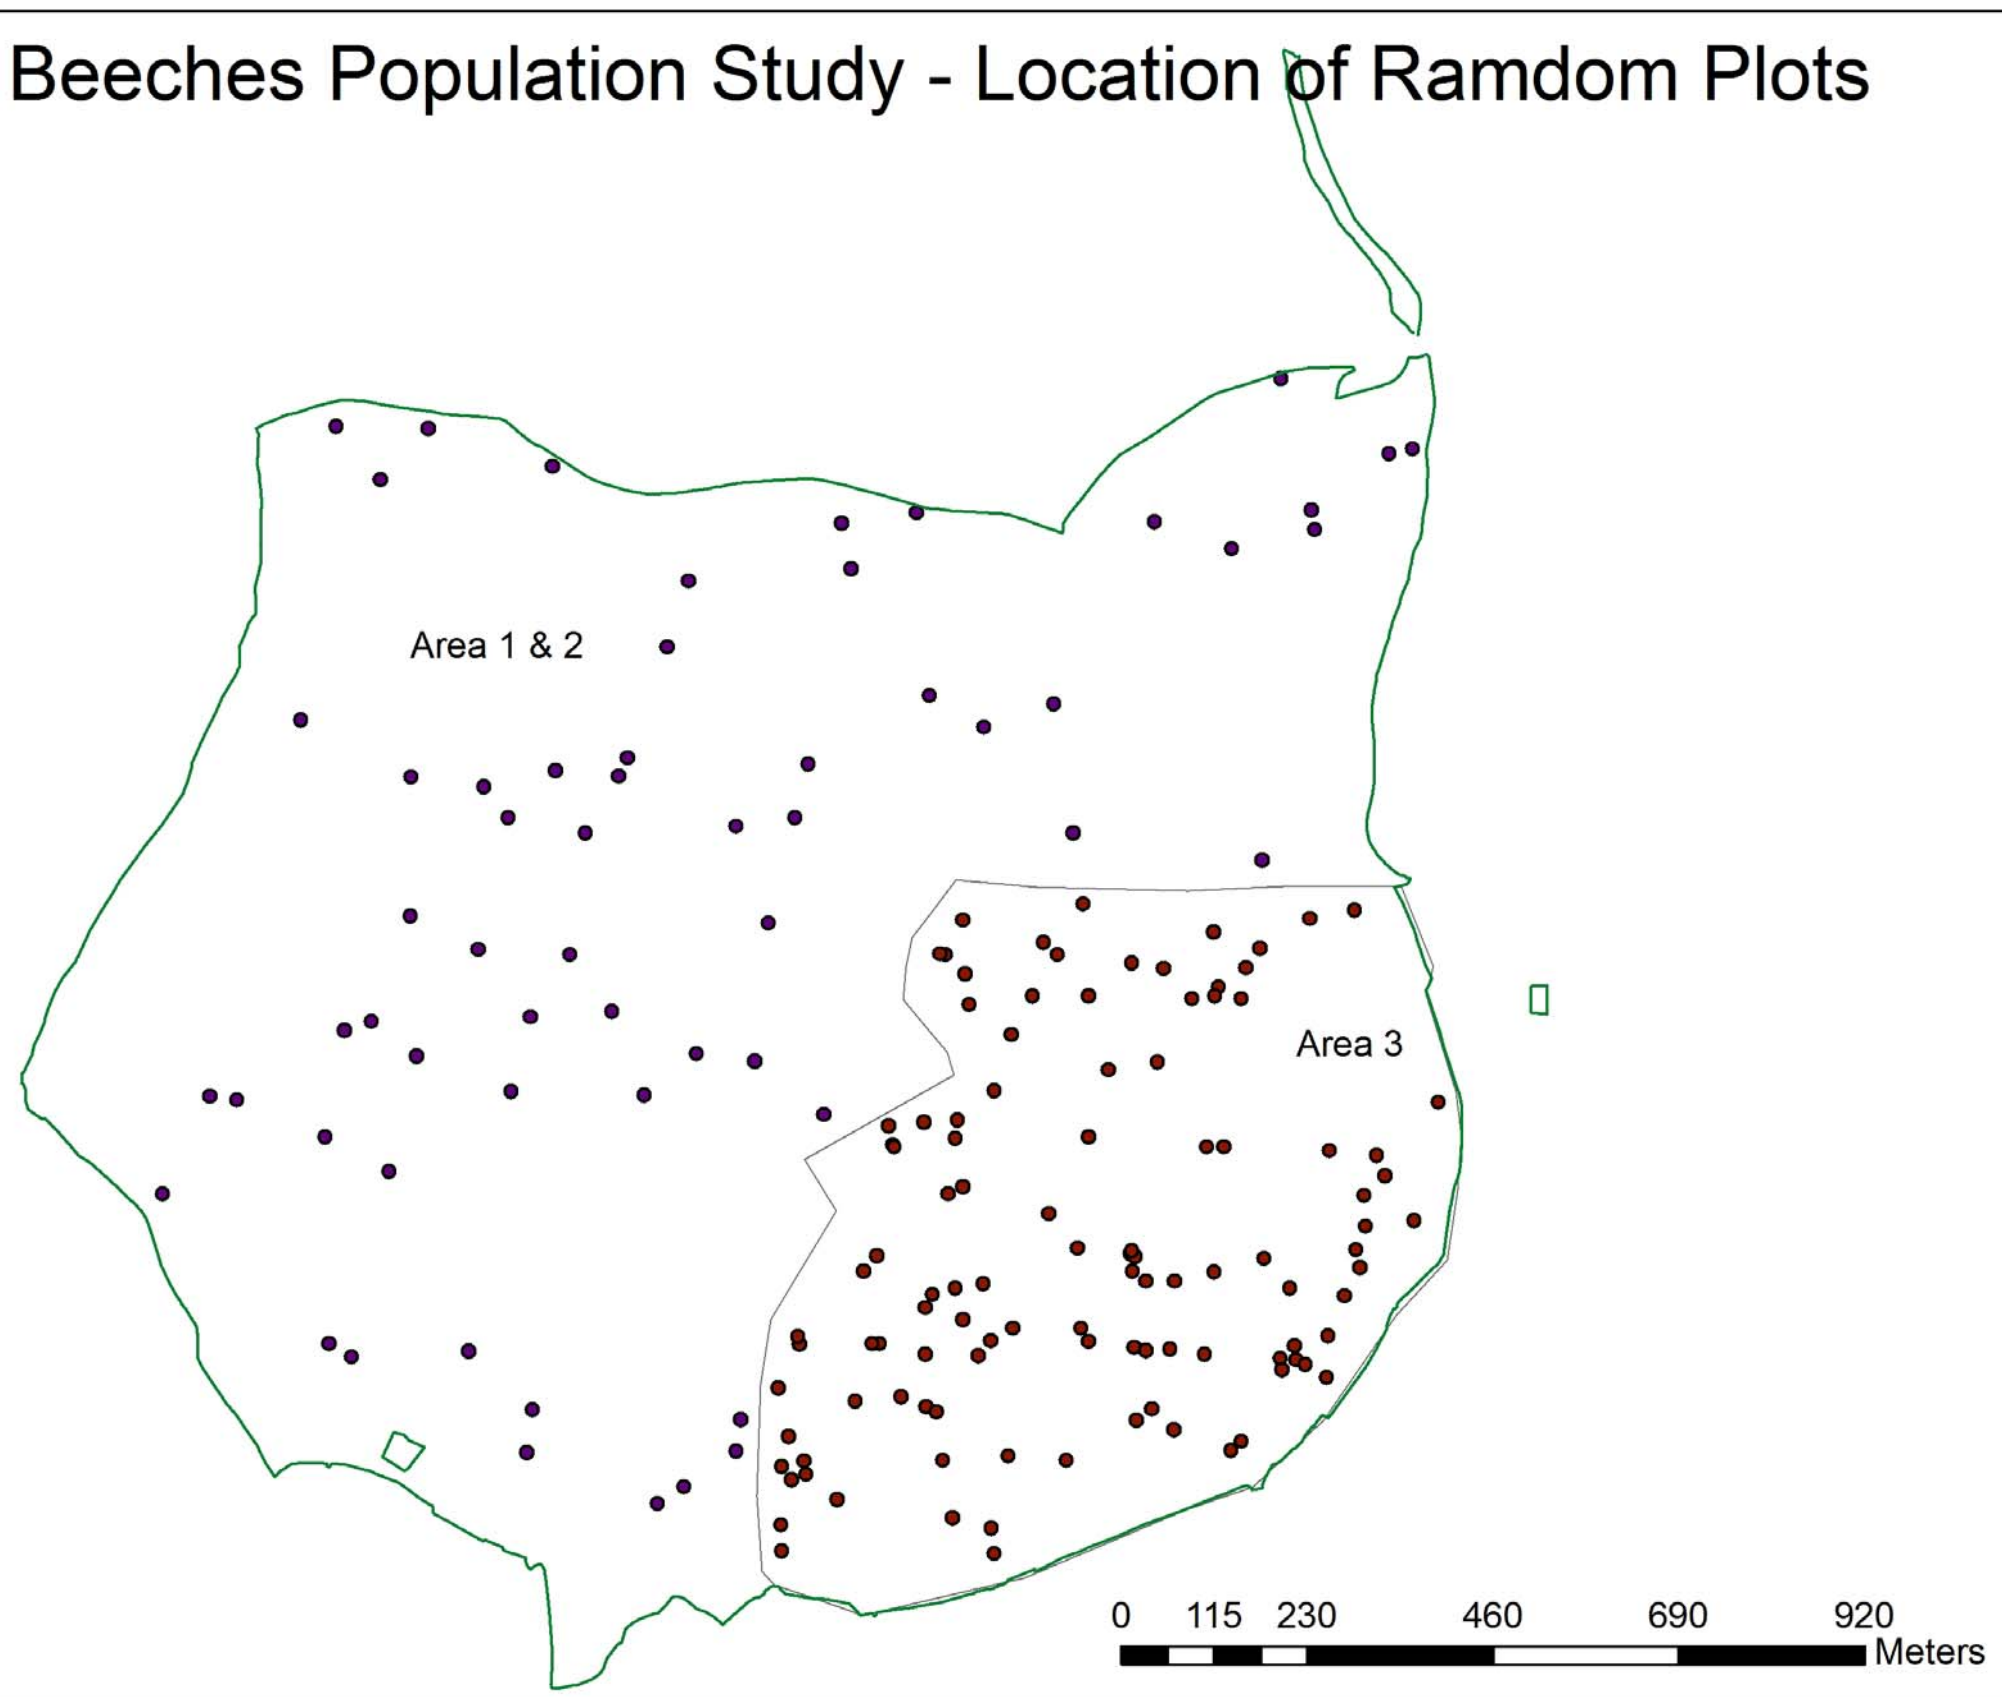 Beeches Population Study - Location of Ramdom Plots
Area 1 & 2
Area 3
0 115 230 460 690 920
Meters